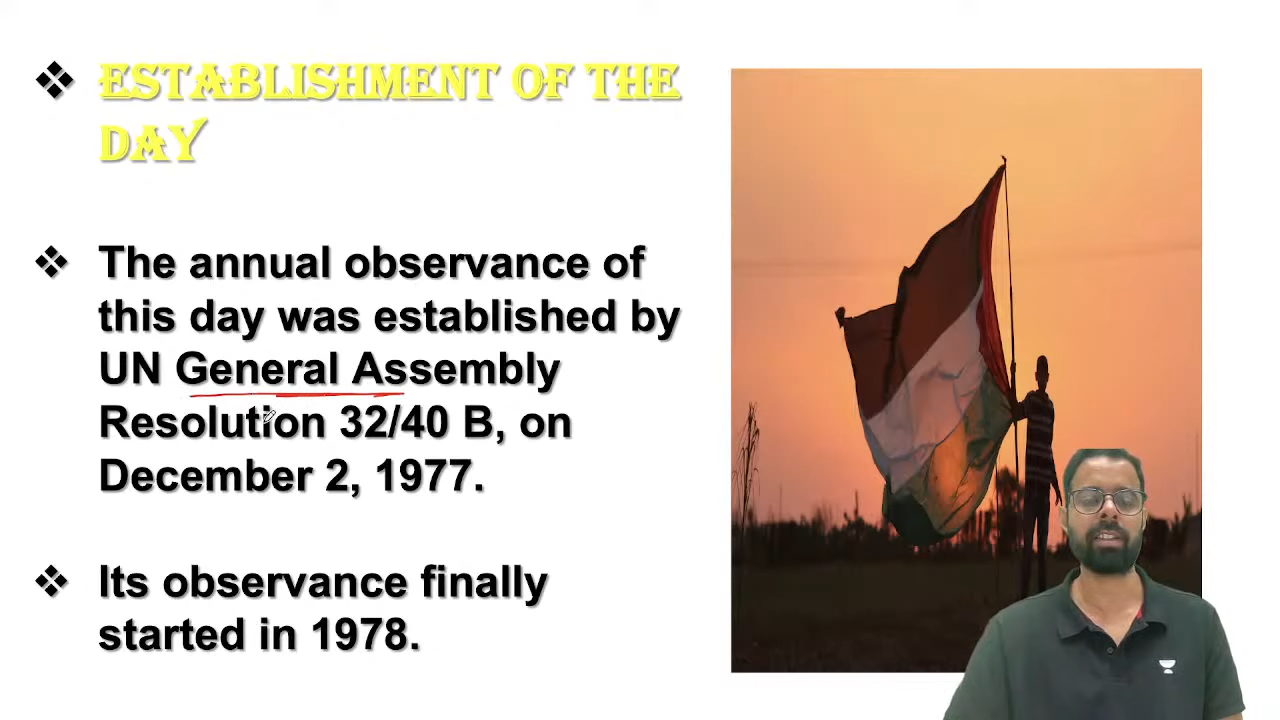 ESTABLISHMENT OF THE
DAY
The annual observance of
this day was established by
UN General Assembly
Resolution 32/40 B, on
December 2, 1977.
Its observance finally
started in 1978.